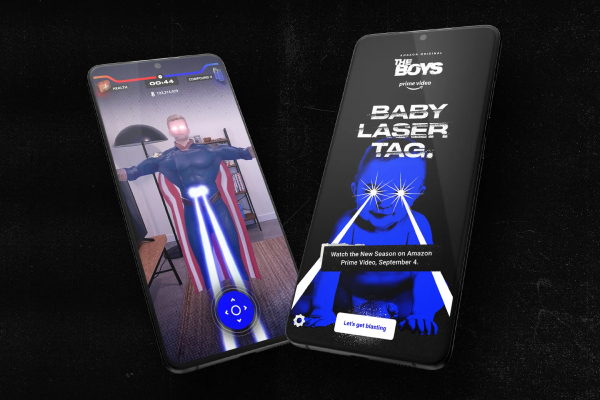 HEALTH
00:44
COMPOUND V
AMAZON ORIGINAL
THE
BOYS
prime video
BABY
LASER
TAG.
Watch the New Season on Amazon
Prime Video, September 4.
Let's get blasting